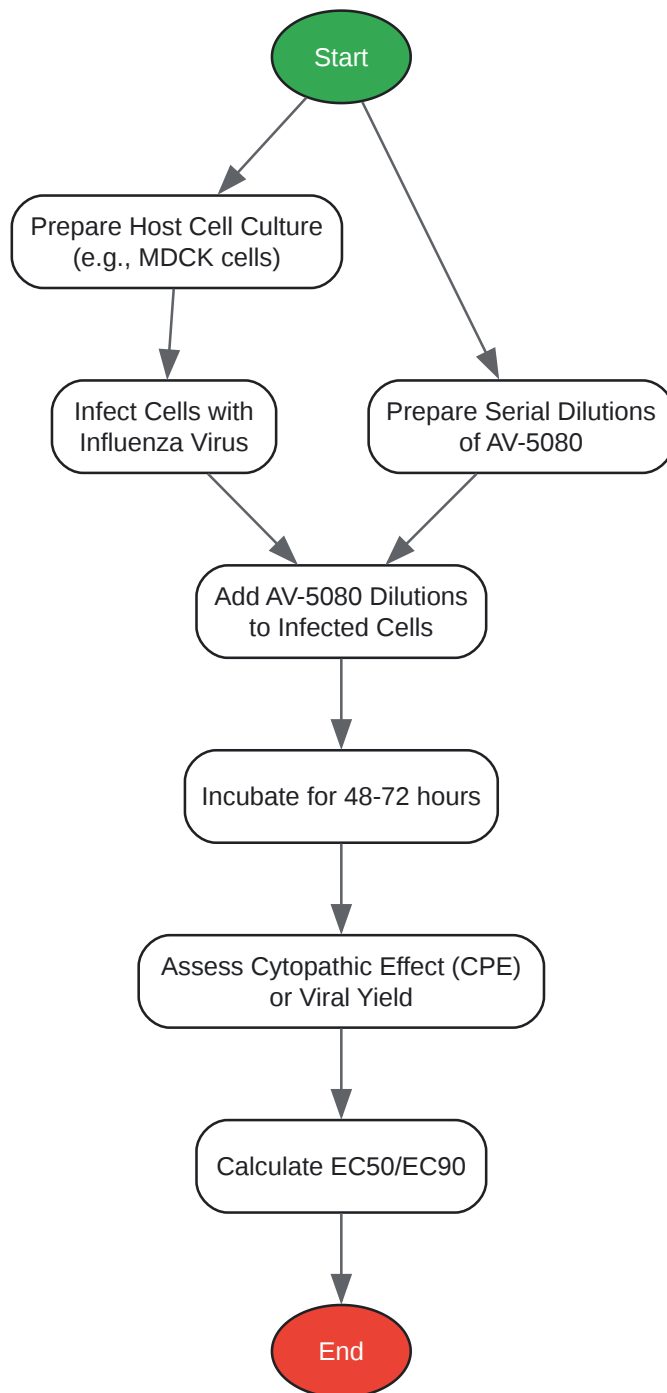 Start
Prepare Host Cell Culture
(e.g., MDCK cells)
Infect Cells with
Influenza Virus
Prepare Serial Dilutions
of AV-5080
Add AV-5080 Dilutions
to Infected Cells
Incubate for 48-72 hours
Assess Cytopathic Effect (CPE)
or Viral Yield
Calculate EC50/EC90
End